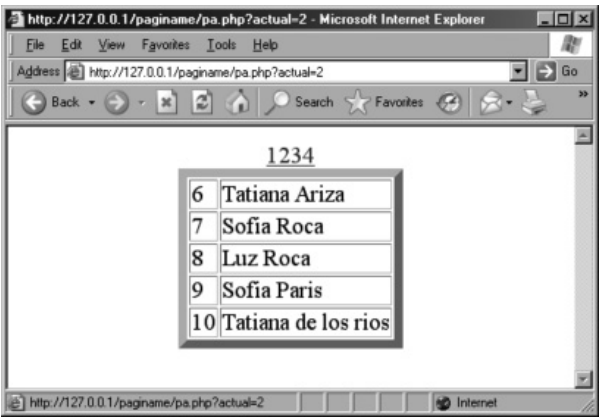 http://127.0.0.1/paginame/pa.php?actual=2 - Microsoft Internet Explorer
File Edit View Favorites Tools Help
Address http://127.0.0.1/paginame/pa.php?actual=2 Go
Back Search Favorites »
1234
6 Tatiana Ariza
7 Sofia Roca
8 Luz Roca
9 Sofia Paris
10 Tatiana de los rios
http://127.0.0.1/paginame/pa.php?actual=2 Internet